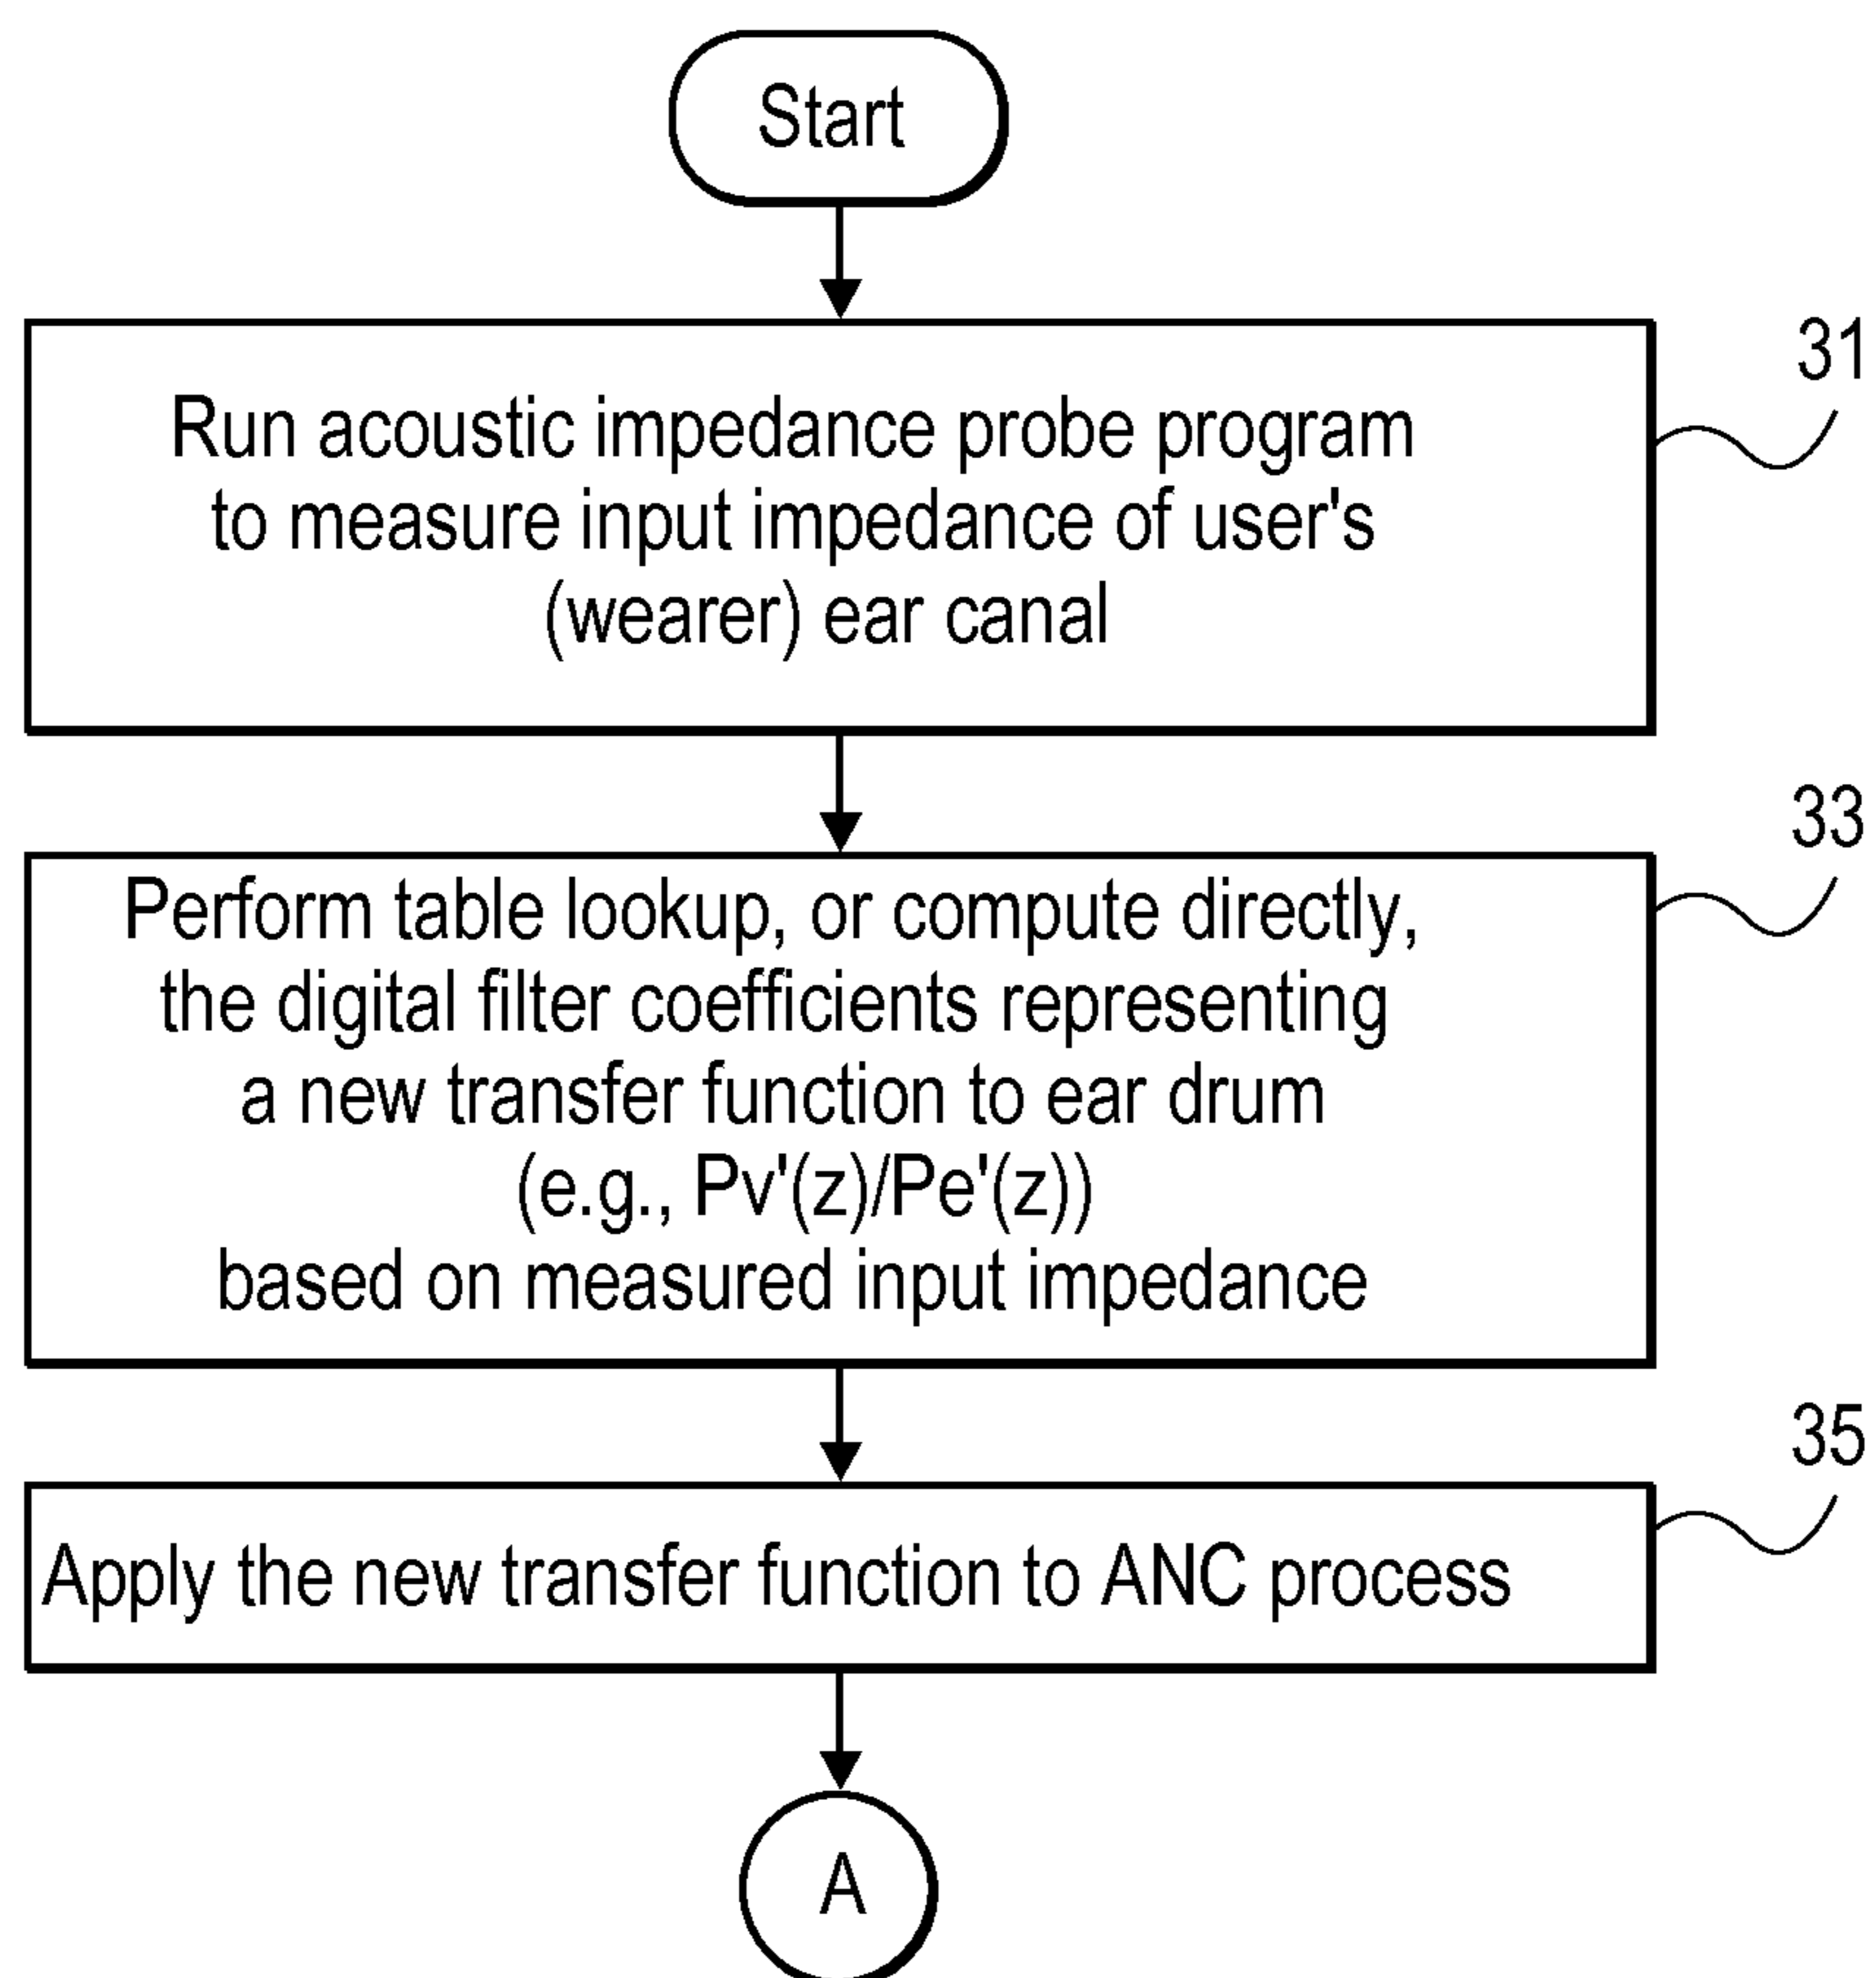 Start
31
Run acoustic impedance probe program
to measure input impedance of user's
(wearer) ear canal
33
Perform table lookup, or compute directly,
the digital filter coefficients representing
a new transfer function to ear drum
(e.g., Pv'(z)/Pe'(z))
based on measured input impedance
35
Apply the new transfer function to ANC process
A